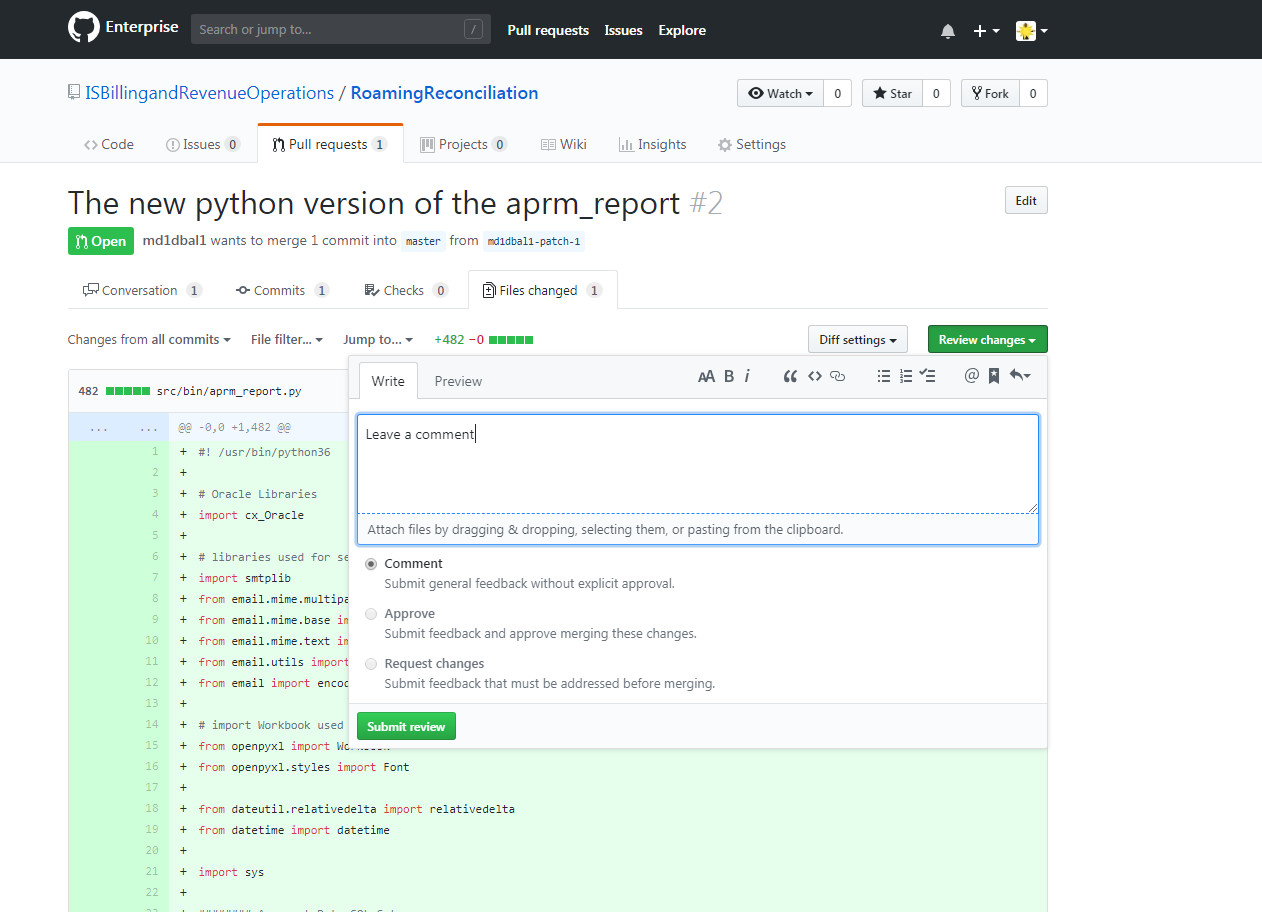 Enterprise Search or jump to... / Pull requests Issues Explore
ISBillingandRevenueOperations / RoamingReconciliation Watch 0 Star 0 Fork 0
Code Issues 0 Pull requests 1 Projects 0 Wiki Insights Settings
The new python version of the aprm_report #2 Edit
Open md1dbal1 wants to merge 1 commit into master from md1dbal1-patch-1
Conversation 1 Commits 1 Checks 0 Files changed 1
Changes from all commits File filter... Jump to... +482 −0 Diff settings Review changes
482 src/bin/aprm_report.py
Write Preview AA B i “ <> @
Leave a comment
Attach files by dragging & dropping, selecting them, or pasting from the clipboard.
Comment
Submit general feedback without explicit approval.
Approve
Submit feedback and approve merging these changes.
Request changes
Submit feedback that must be addressed before merging.
Submit review
... ... @@ -0,0 +1,482 @@
1 + #! /usr/bin/python36
2 +
3 + # Oracle Libraries
4 + import cx_Oracle
5 +
6 + # libraries used for se
7 + import smtplib
8 + from email.mime.multipa
9 + from email.mime.base im
10 + from email.mime.text im
11 + from email.utils import
12 + from email import encod
13 +
14 + # import Workbook used
15 + from openpyxl import Workbook
16 + from openpyxl.styles import Font
17 +
18 + from dateutil.relativedelta import relativedelta
19 + from datetime import datetime
20 +
21 + import sys
22 +